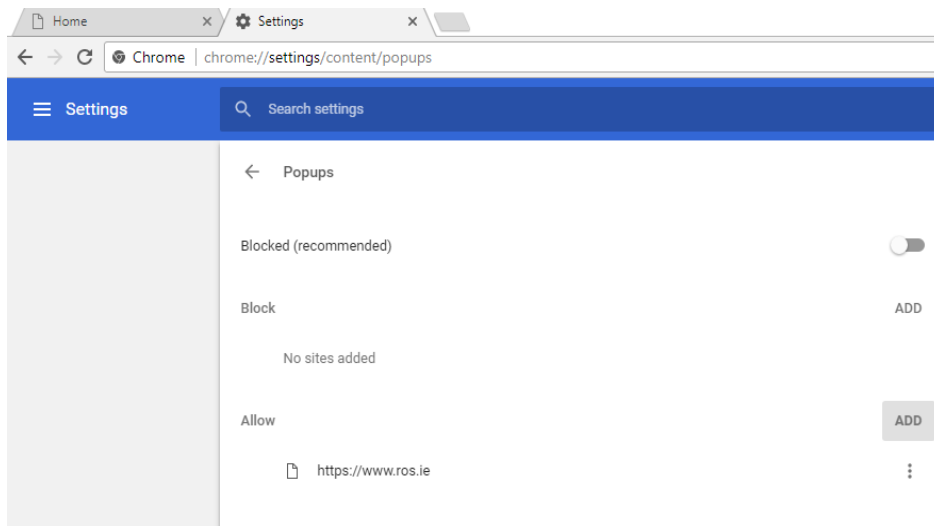 Home
Settings
Chrome chrome://settings/content/popups
Settings
Search settings
Popups
Blocked (recommended)
Block ADD
No sites added
Allow ADD
https://www.ros.ie